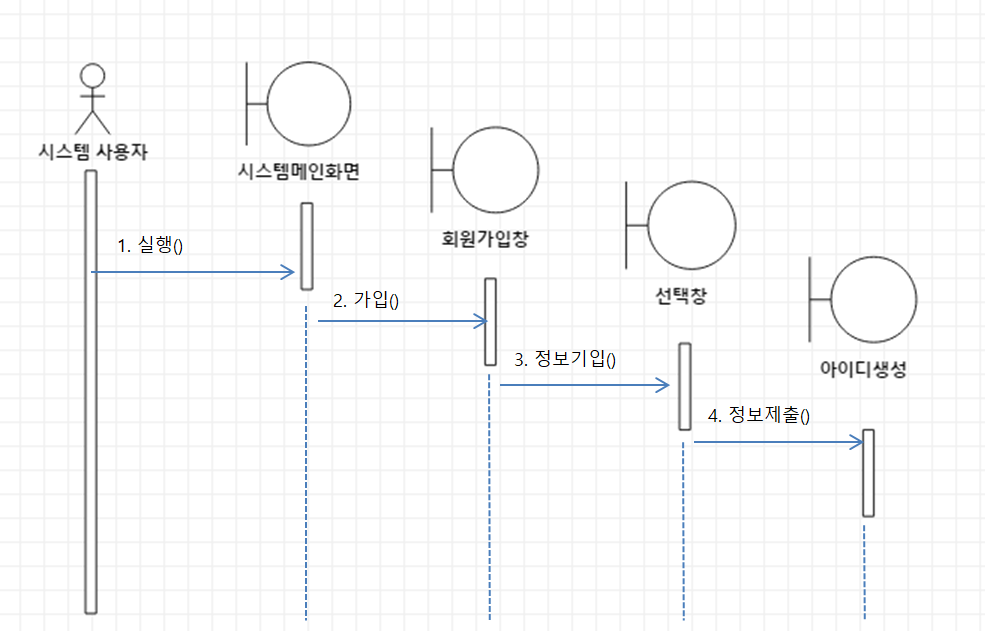 시스템 사용자
시스템메인화면
회원가입창
선택창
아이디생성
1. 실행()
2. 가입()
3. 정보기입()
4. 정보제출()